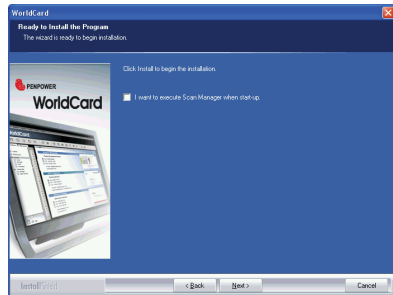 WorldCard
Ready to Install the Program
The wizard is ready to begin installation.
Click Install to begin the installation.
I want to execute Scan Manager when start-up.
PENPOWER
WorldCard
InstallShield
< Back
Next >
Cancel